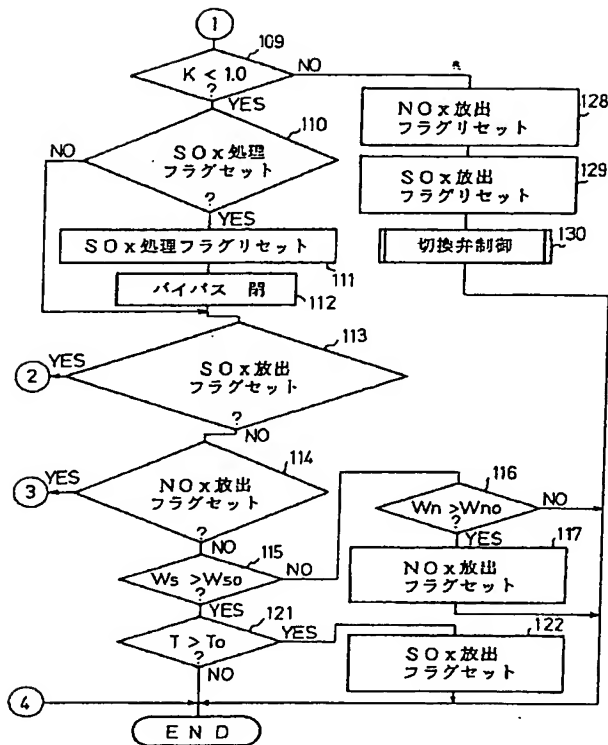 1
109
K < 1.0
?
NO
YES
110
SOx処理
フラグセット
?
NO
YES
SOx処理フラグリセット
111
バイパス 閉
112
128
NOx放出
フラグリセット
129
SOx放出
フラグリセット
130
切換弁制御
113
SOx放出
フラグセット
?
YES
2
NO
114
NOx放出
フラグセット
?
YES
3
NO
115
Ws >Wso
?
NO
YES
116
Wn >Wno
?
NO
YES
117
NOx放出
フラグセット
121
T > To
?
YES
NO
122
SOx放出
フラグセット
4
END